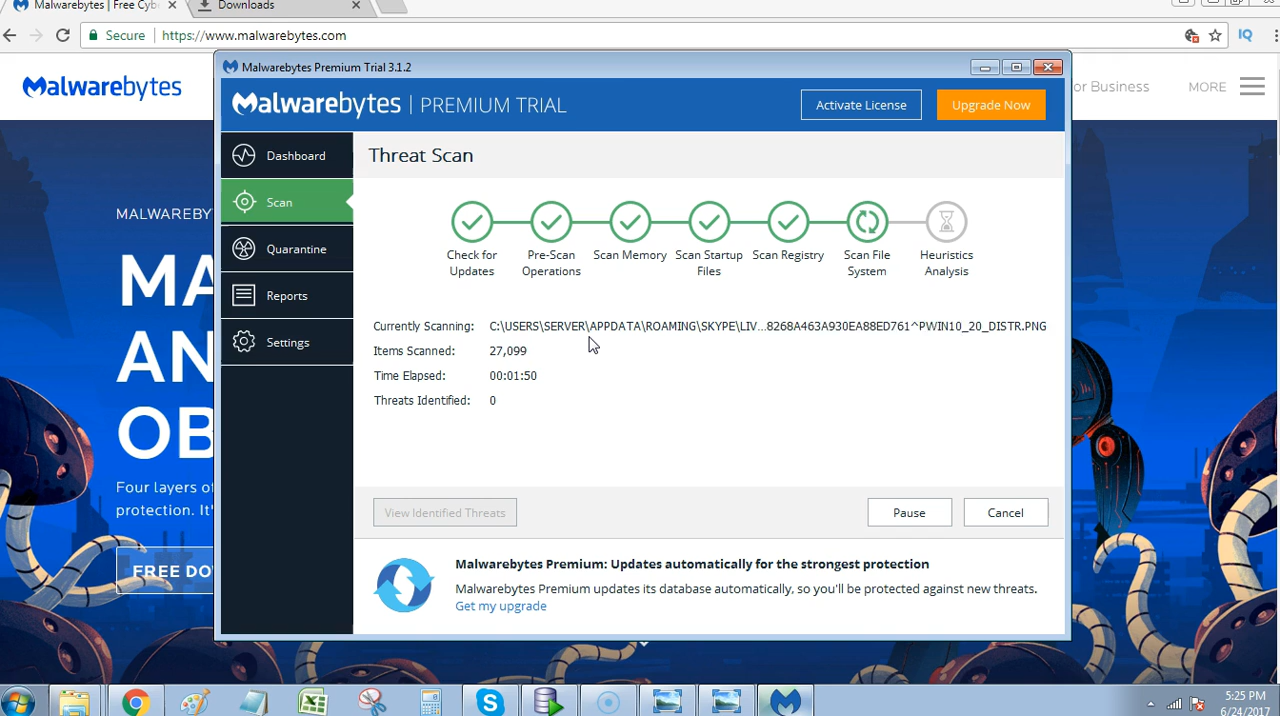 Malwarebytes | Free Cyb
Downloads
Secure | https://www.malwarebytes.com
IQ
Malwarebytes
or Business
MORE
MALWAREBY
MA
AN
OB
Four layers of
protection. It'
FREE DO
Malwarebytes Premium Trial 3.1.2
Malwarebytes | PREMIUM TRIAL
Activate License
Upgrade Now
Dashboard
Scan
Quarantine
Reports
Settings
Threat Scan
Check for
Updates
Pre-Scan
Operations
Scan Memory
Scan Startup
Files
Scan Registry
Scan File
System
Heuristics
Analysis
Currently Scanning: C:\USERS\SERVER\APPDATA\ROAMING\SKYPE\LIV...8268A463A930EA88ED761^PWIN10_20_DISTR.PNG
Items Scanned: 27,099
Time Elapsed: 00:01:50
Threats Identified: 0
View Identified Threats
Pause
Cancel
Malwarebytes Premium: Updates automatically for the strongest protection
Malwarebytes Premium updates its database automatically, so you'll be protected against new threats.
Get my upgrade
5:25 PM
6/24/2017